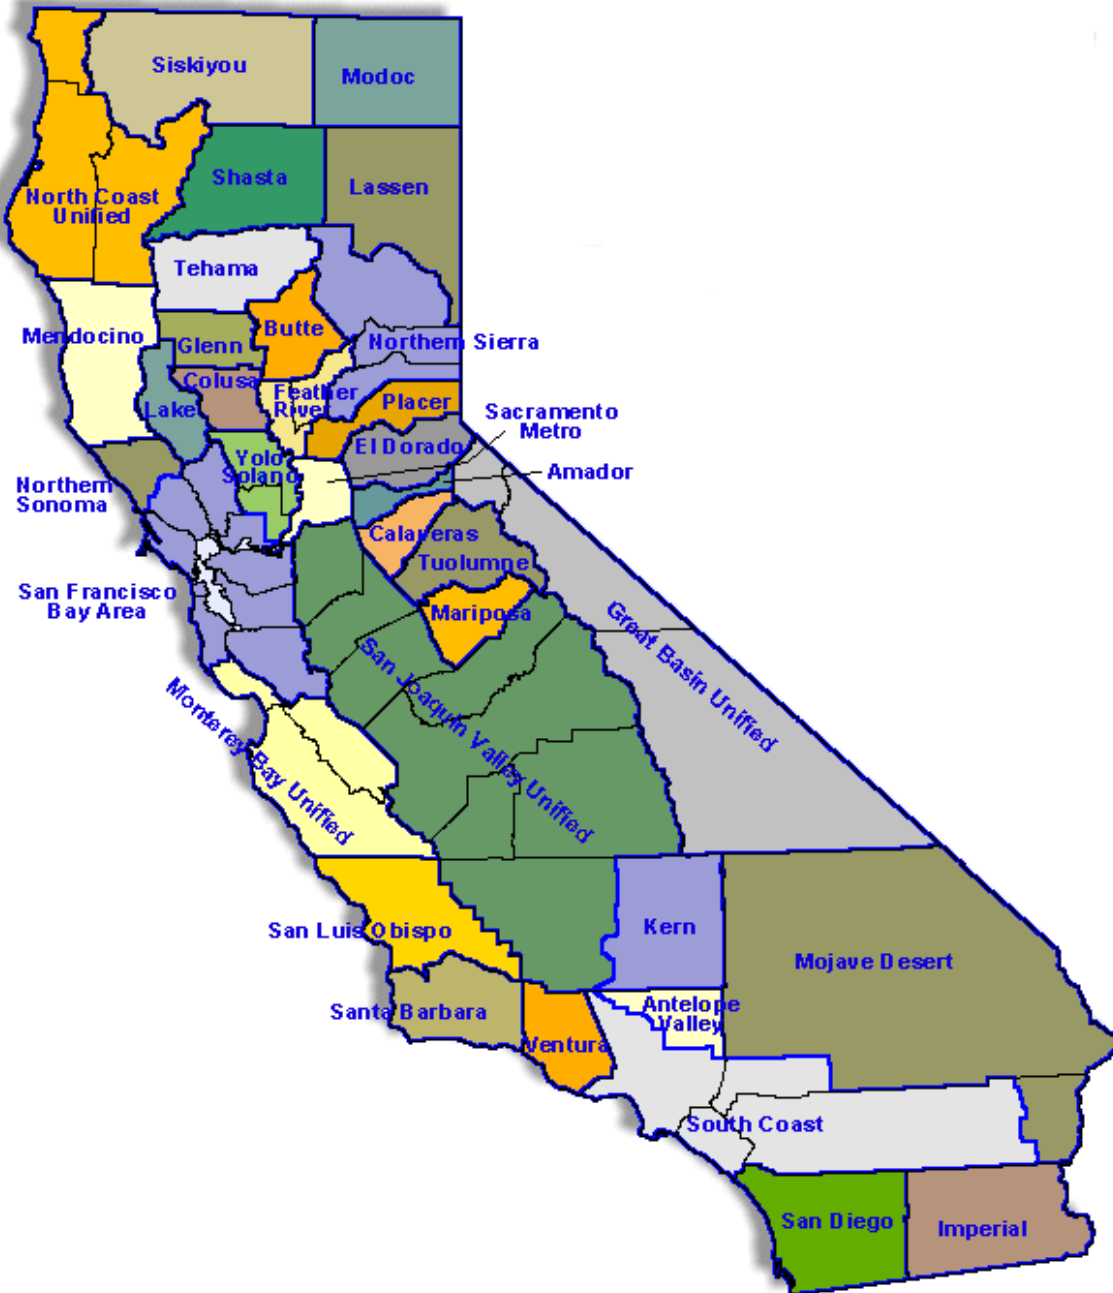 Siskiyou
Modoc
Shasta
Lassen
North Coast
Unified
Tehama
Mendocino
Butte
Glenn
Northern Sierra
Colusa
Feather
River
Lake
Placer
Sacramento
Metro
El Dorado
Yolo
Solano
Amador
Northern
Sonoma
Calaveras
Tuolumne
San Francisco
Bay Area
Mariposa
Great Basin Unified
San Joaquin Valley Unified
Monterey Bay Unified
San Luis Obispo
Kern
Mojave Desert
Santa Barbara
Antelope
Valley
Ventura
South Coast
San Diego
Imperial